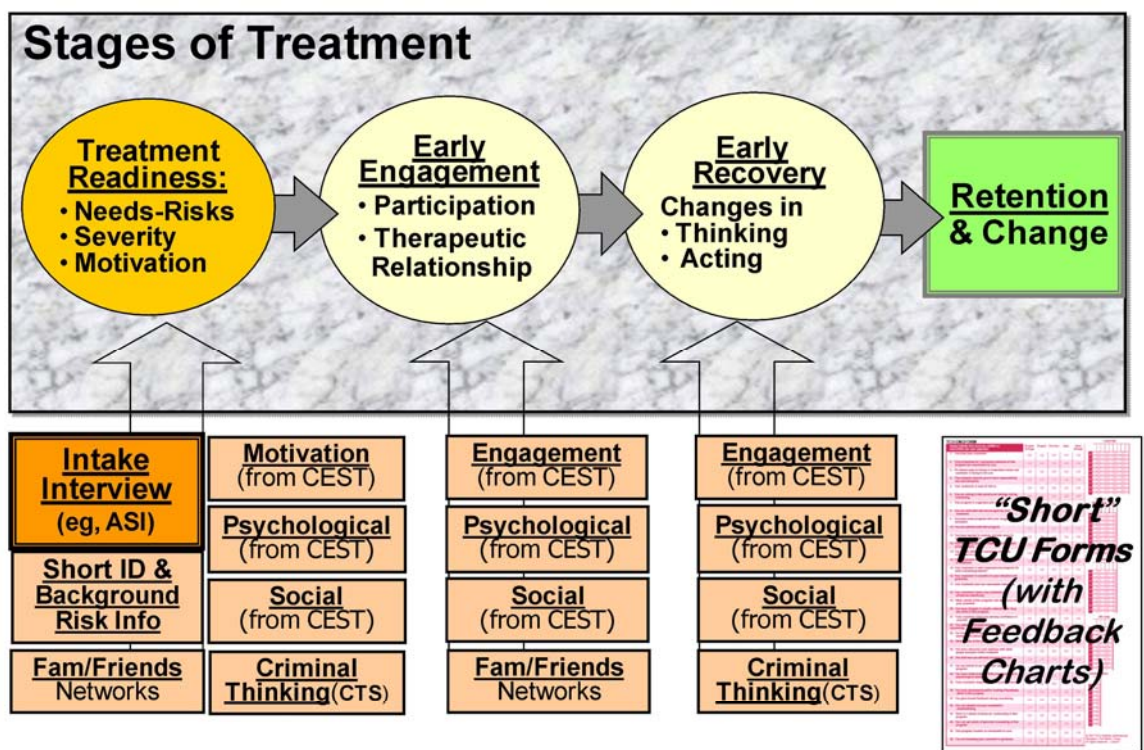 Stages of Treatment
Treatment
Readiness:
• Needs-Risks
• Severity
• Motivation
Early
Engagement
• Participation
• Therapeutic
Relationship
Early
Recovery
Changes in
• Thinking
• Acting
Retention
& Change
Intake
Interview
(eg, ASI)
Short ID &
Background
Risk Info
Fam/Friends
Networks
Motivation
(from CEST)
Psychological
(from CEST)
Social
(from CEST)
Criminal
Thinking(CTS)
Engagement
(from CEST)
Psychological
(from CEST)
Social
(from CEST)
Fam/Friends
Networks
Engagement
(from CEST)
Psychological
(from CEST)
Social
(from CEST)
Criminal
Thinking(CTS)
“Short”
TCU Forms
(with
Feedback
Charts)